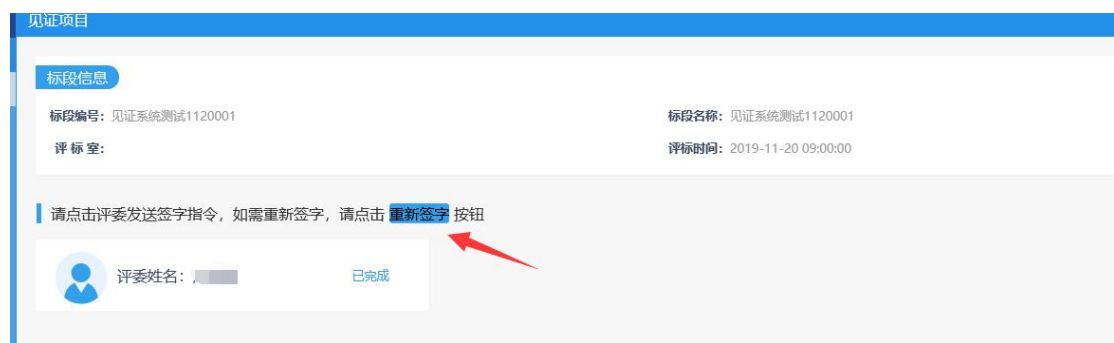 见证项目
标段信息
标段编号：见证系统测试1120001
标段名称：见证系统测试1120001
评 标 室：
评标时间：2019-11-20 09:00:00
请点击评委发送签字指令，如需重新签字，请点击 重新签字 按钮
评委姓名： 已完成